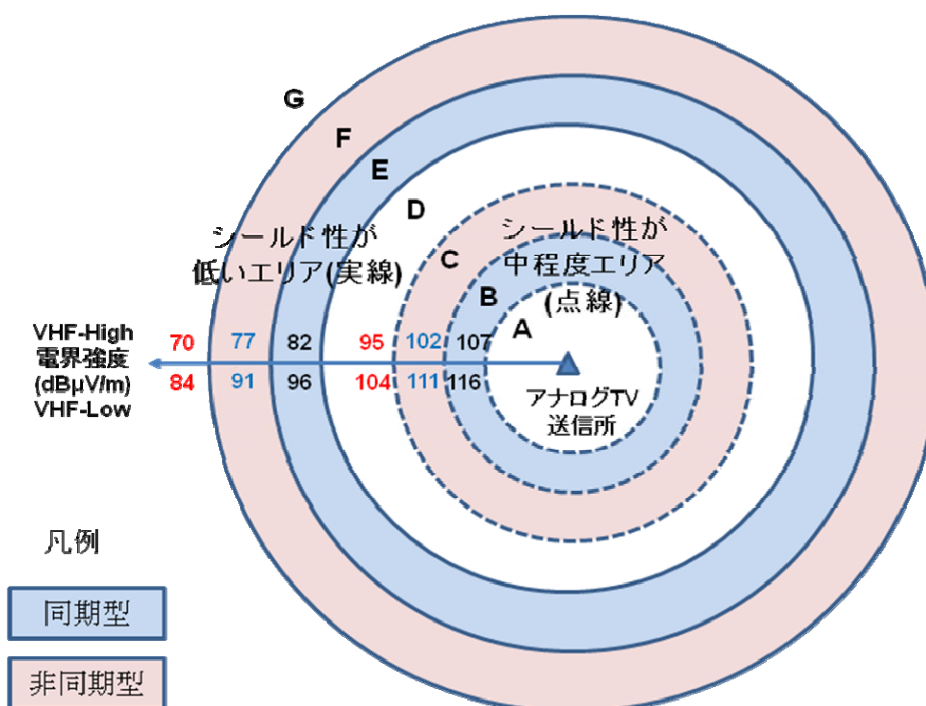 G
F
E
D
シールド性が
低いエリア(実線)
シールド性が
中程度エリア
(点線)
C
B
A
VHF-High
電界強度
(dBμV/m)
VHF-Low
70 77 82 95 102 107
84 91 96 104 111 116
アナログTV
送信所
凡例
同期型
非同期型